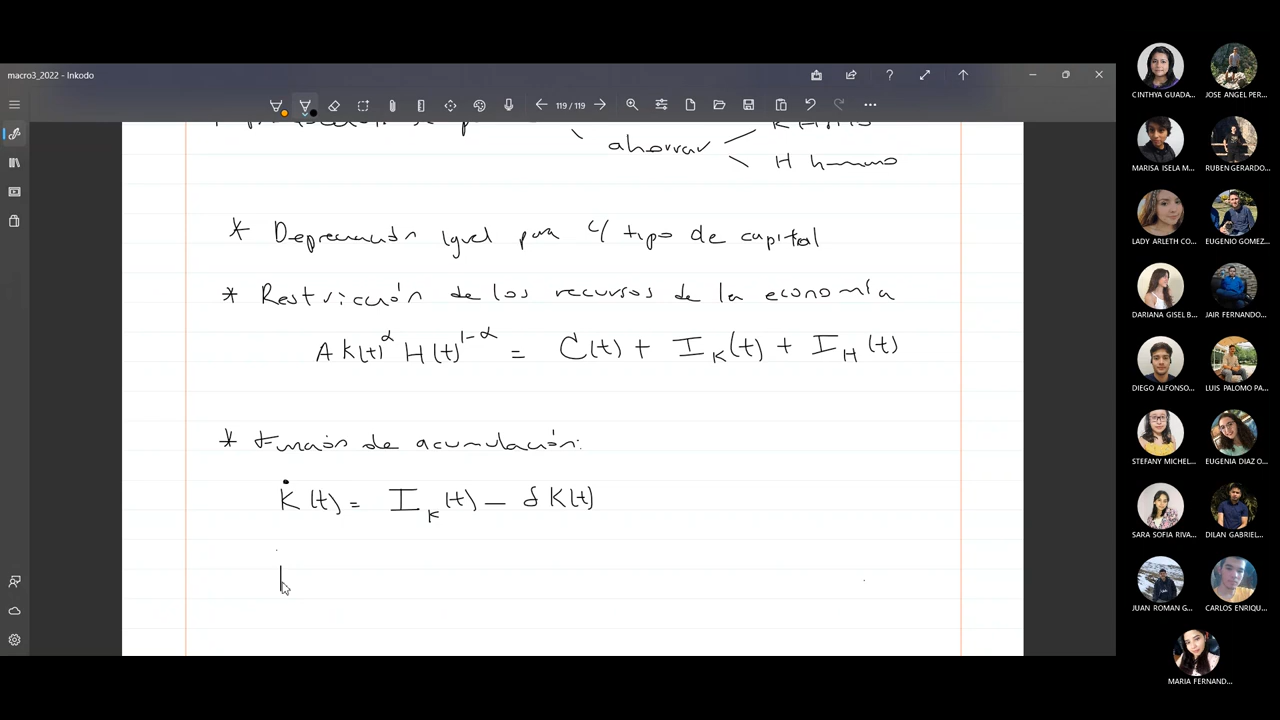 macro3_2022 - Inkodo
119 / 119
ahorrar
H humano
* Depreciación igual para c/ tipo de capital
* Restricción de los recursos de la economía
A K(t)^α H(t)^{1-α} = C(t) + I_K(t) + I_H(t)
* Función de acumulación:
K̇(t) = I_K(t) - δK(t)
CINTHYA GUADA...
JOSE ANGEL PER...
MARISA ISELA M...
RUBEN GERARDO...
LADY ARLETH CO...
EUGENIO GOMEZ...
DARIANA GISEL B...
JAIR FERNANDO...
DIEGO ALFONSO...
LUIS PALOMO PA...
STEFANY MICHEL...
EUGENIA DIAZ O...
SARA SOFIA RIVA...
DILAN GABRIEL...
JUAN ROMAN G...
CARLOS ENRIQU...
MARIA FERNAND...